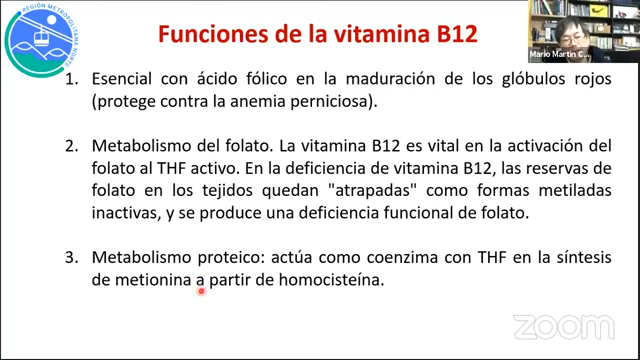 REGIÓN METROPOLITANA NORTE
Funciones de la vitamina B12
Mario Martin C...
1. Esencial con ácido fólico en la maduración de los glóbulos rojos
(protege contra la anemia perniciosa).
2. Metabolismo del folato. La vitamina B12 es vital en la activación del
folato al THF activo. En la deficiencia de vitamina B12, las reservas de
folato en los tejidos quedan "atrapadas" como formas metiladas
inactivas, y se produce una deficiencia funcional de folato.
3. Metabolismo proteico: actúa como coenzima con THF en la síntesis
de metionina a partir de homocisteína.
zoom